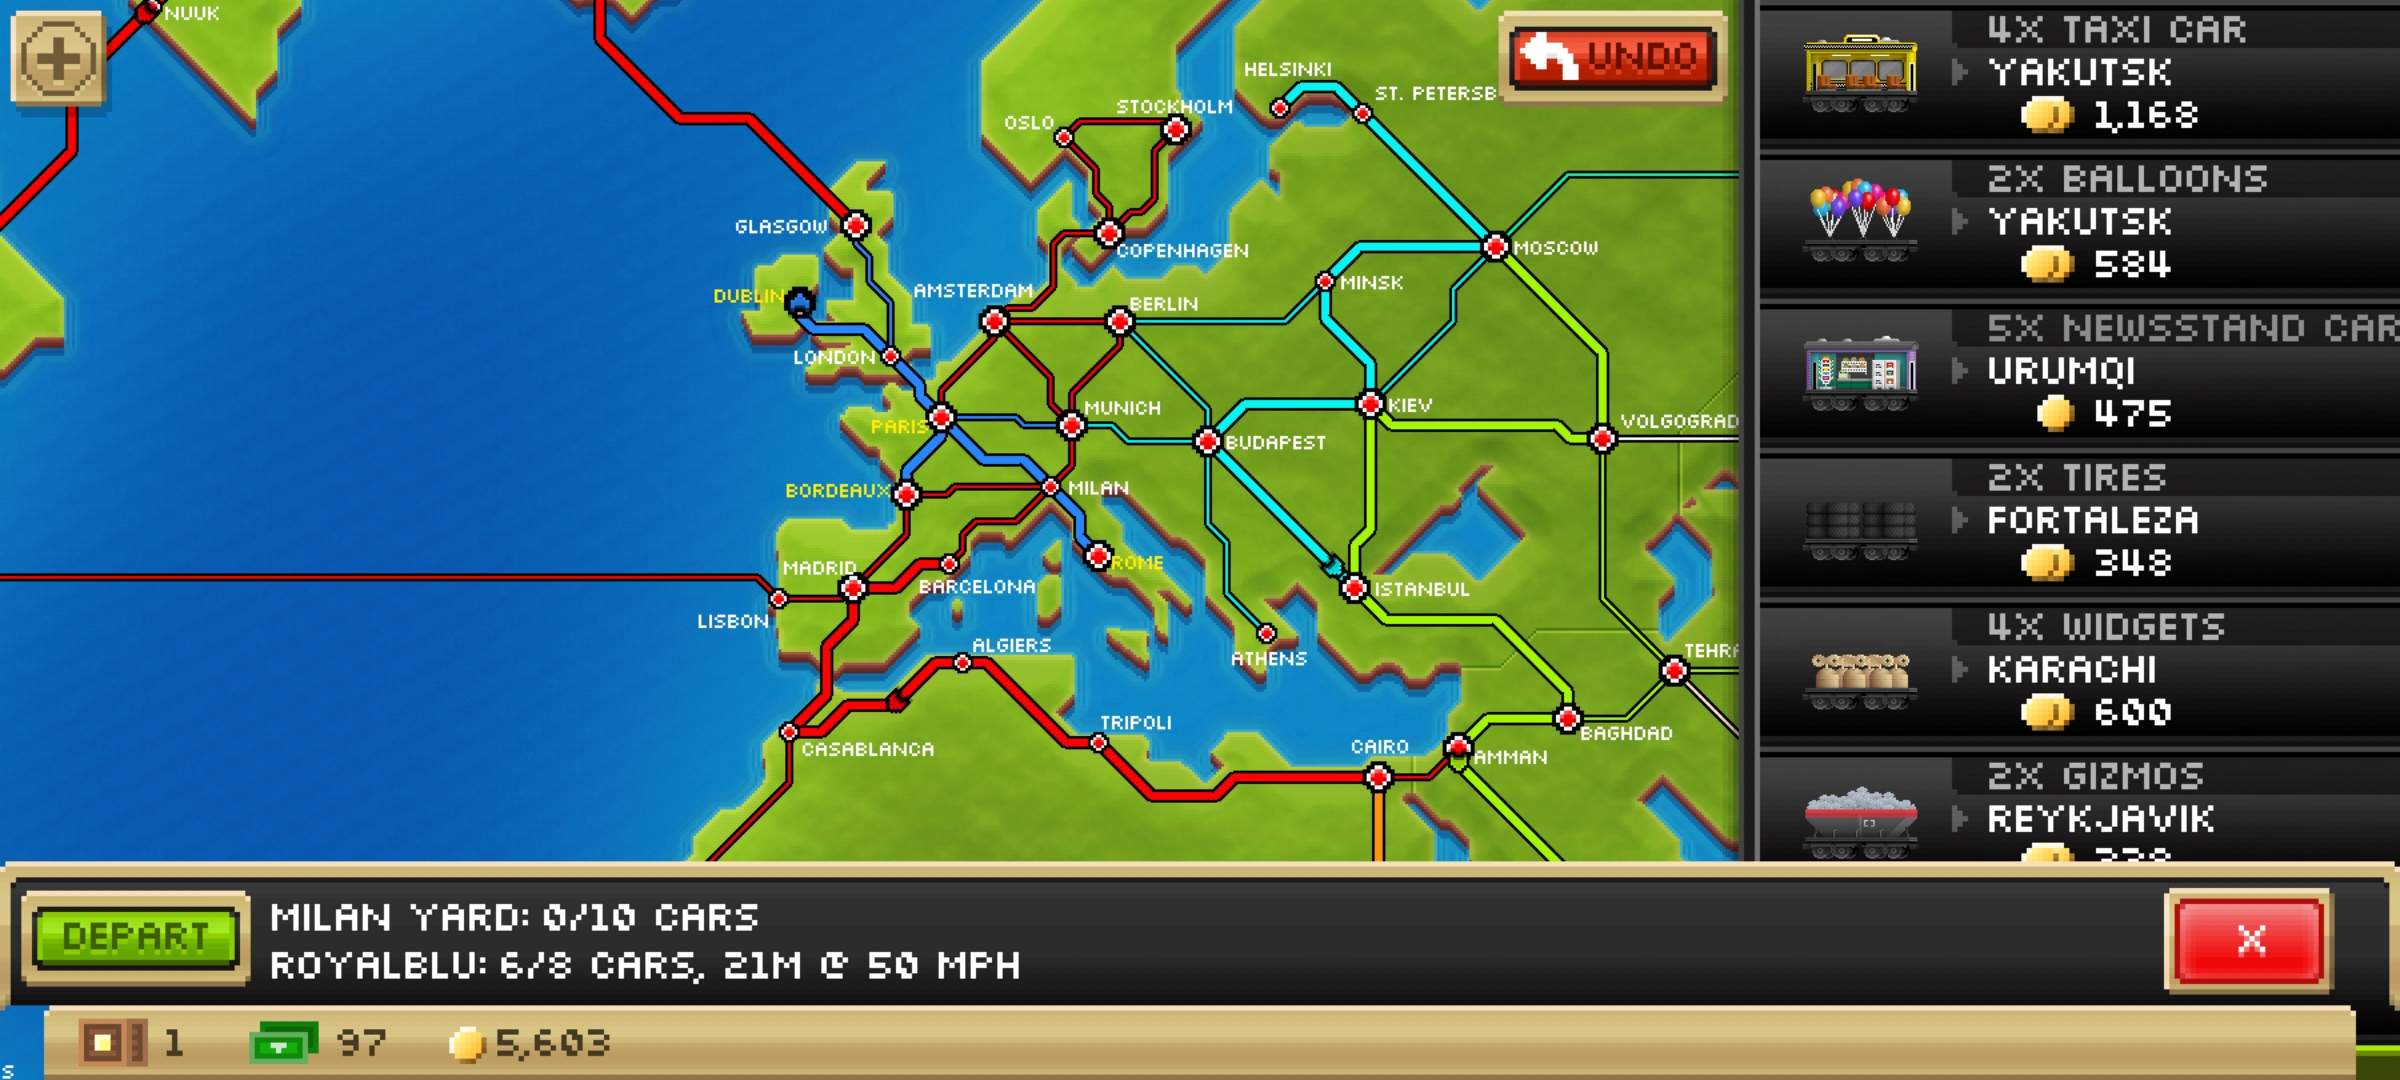 NUUK
UNDO
HELSINKI
ST. PETERSB
STOCKHOLM
OSLO
GLASGOW
COPENHAGEN
MOSCOW
MINSK
DUBLIN
AMSTERDAM
BERLIN
LONDON
MUNICH
KIEV
PARIS
BUDAPEST
VOLGOGRAD
BORDEAUX
MILAN
ROME
MADRID
BARCELONA
ISTANBUL
LISBON
ALGIERS
ATHENS
TEHRA
TRIPOLI
CASABLANCA
CAIRO
BAGHDAD
AMMAN
4X TAXI CAR
YAKUTSK
1,168
2X BALLOONS
YAKUTSK
584
5X NEWSSTAND CAR
URUMQI
475
2X TIRES
FORTALEZA
348
4X WIDGETS
KARACHI
600
2X GIZMOS
REYKJAVIK
DEPART
MILAN YARD: 0/10 CARS
ROYALBLU: 6/8 CARS, 21M @ 50 MPH
X
1
97
5,603
S